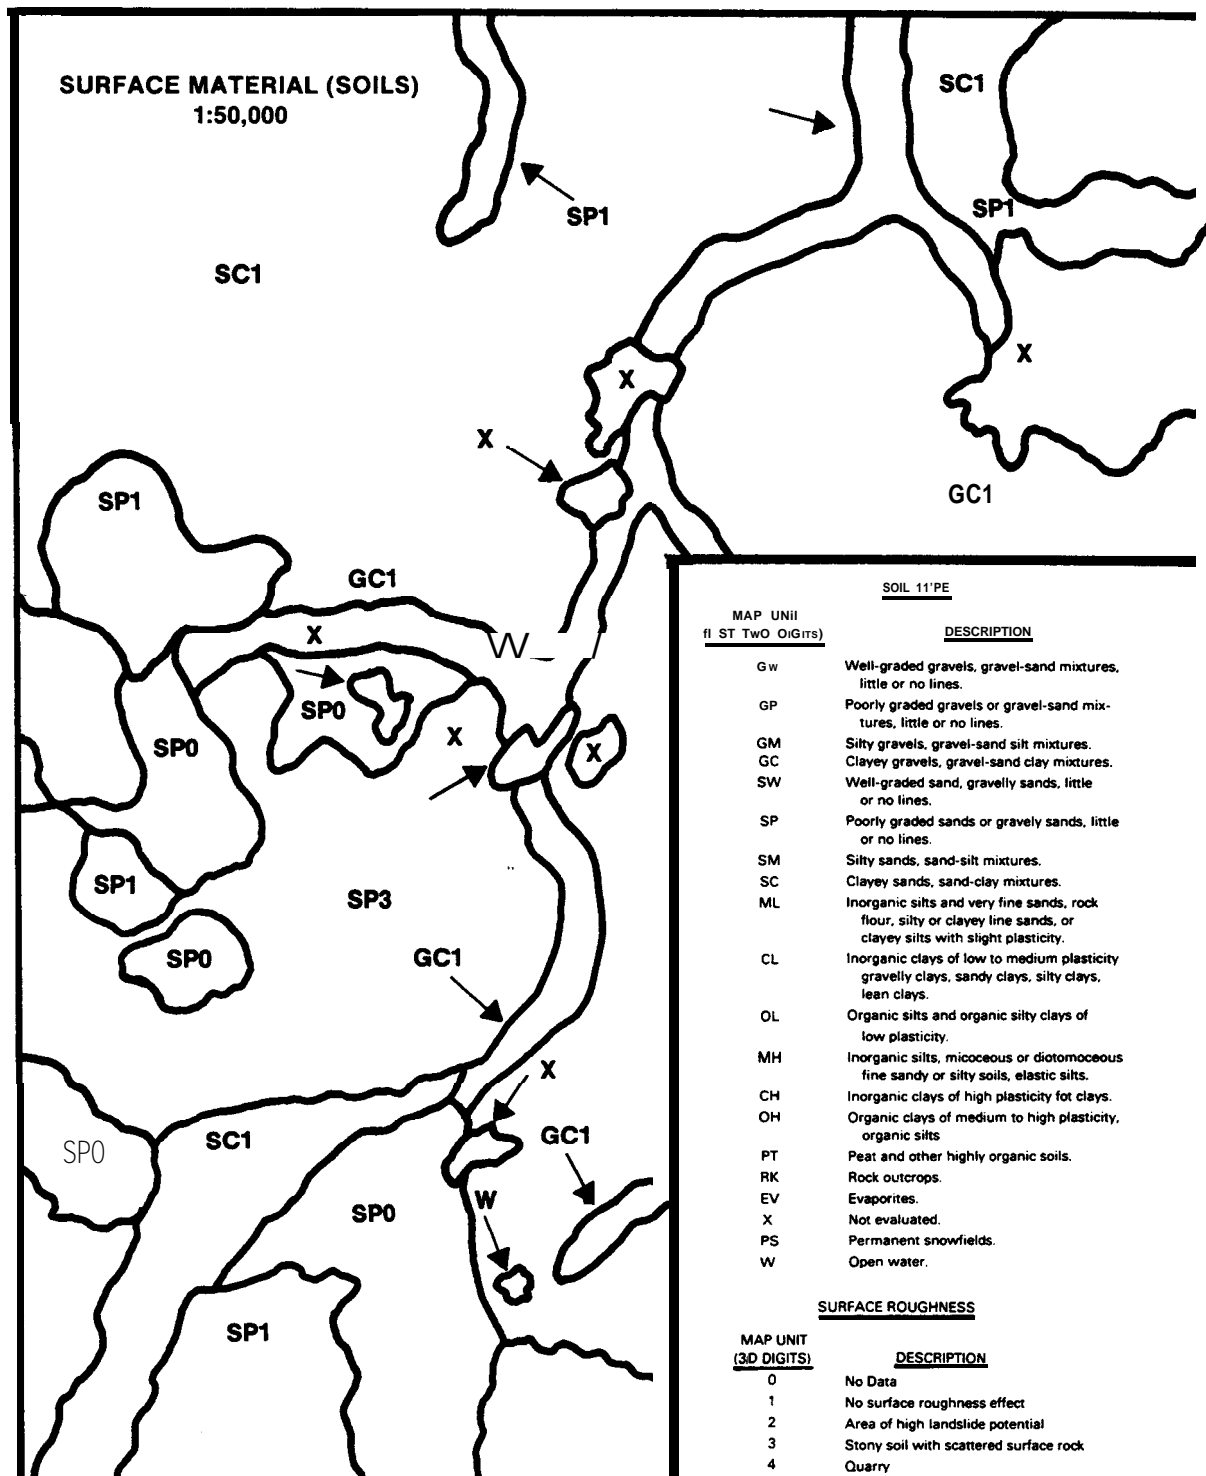 SURFACE MATERIAL (SOILS)
1:50,000
SC1
SP1
SP1
SC1
X
X
X
SP1
GC1
GC1
X
W
SP0
X
X
SP0
SP1
SP3
SP0
GC1
X
SC1
GC1
SP0
W
SP0
SP1
SOIL 11'PE
MAP UNil
fl ST TwO OiGITS) DESCRIPTION
Gw Well-graded gravels, gravel-sand mixtures,
little or no lines.
GP Poorly graded gravels or gravel-sand mix-
tures, little or no lines.
GM Silty gravels, gravel-sand silt mixtures.
GC Clayey gravels, gravel-sand clay mixtures.
SW Well-graded sand, gravelly sands, little
or no lines.
SP Poorly graded sands or gravely sands, little
or no lines.
SM Silty sands, sand-silt mixtures.
SC Clayey sands, sand-clay mixtures.
ML Inorganic silts and very fine sands, rock
flour, silty or clayey line sands, or
clayey silts with slight plasticity.
CL Inorganic clays of low to medium plasticity
gravelly clays, sandy clays, silty clays,
lean clays.
OL Organic silts and organic silty clays of
low plasticity.
MH Inorganic silts, micoceous or diotomoceous
fine sandy or silty soils, elastic silts.
CH Inorganic clays of high plasticity fot clays.
OH Organic clays of medium to high plasticity,
organic silts
PT Peat and other highly organic soils.
RK Rock outcrops.
EV Evaporites.
X Not evaluated.
PS Permanent snowfields.
W Open water.
SURFACE ROUGHNESS
MAP UNIT
(3D DIGITS) DESCRIPTION
0 No Data
1 No surface roughness effect
2 Area of high landslide potential
3 Stony soil with scattered surface rock
4 Quarry